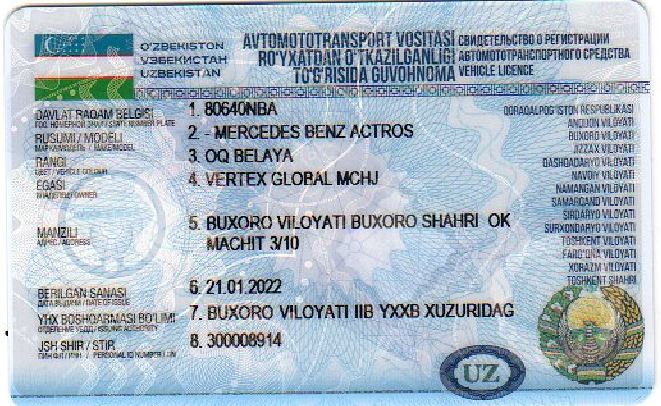 O'ZBEKISTON
ЎЗБЕКИСТАН
UZBEKISTAN
AVTOMOTOTRANSPORT VOSITASI
RO'YXATDAN O'TKAZILGANLIGI
TO'G'RISIDA GUVOHNOMA
СВИДЕТЕЛЬСТВО О РЕГИСТРАЦИИ
АВТОМОТОТРАНСПОРТНОГО СРЕДСТВА
VEHICLE LICENCE
DAVLAT RAQAM BELGISI
1. 80640NBA
RUSUMI / MODELI
2. - MERCEDES BENZ ACTROS
RANGI
3. OQ BELAYA
EGASI
4. VERTEX GLOBAL MCHJ
MANZILI
АДРЕС / ADDRESS
5. BUXORO VILOYATI BUXORO SHAHRI OK
MACHIT 3/10
BERILGAN SANASI
6. 21.01.2022
YHX BOSHQARMASI BO'LIMI
7. BUXORO VILOYATI IIB YXXB XUZURIDAG
JSH SHIR / STIR
8. 300008914
QORAQALPOG'ISTON RESPUBLIKASI
ANDIJON VILOYATI
BUXORO VILOYATI
JIZZAX VILOYATI
QASHQADARYO VILOYATI
NAVOIY VILOYATI
NAMANGAN VILOYATI
SAMARQAND VILOYATI
SIRDARYO VILOYATI
SURXONDARYO VILOYATI
TOSHKENT VILOYATI
FARG'ONA VILOYATI
XORAZM VILOYATI
TOSHKENT SHAHRI
UZ